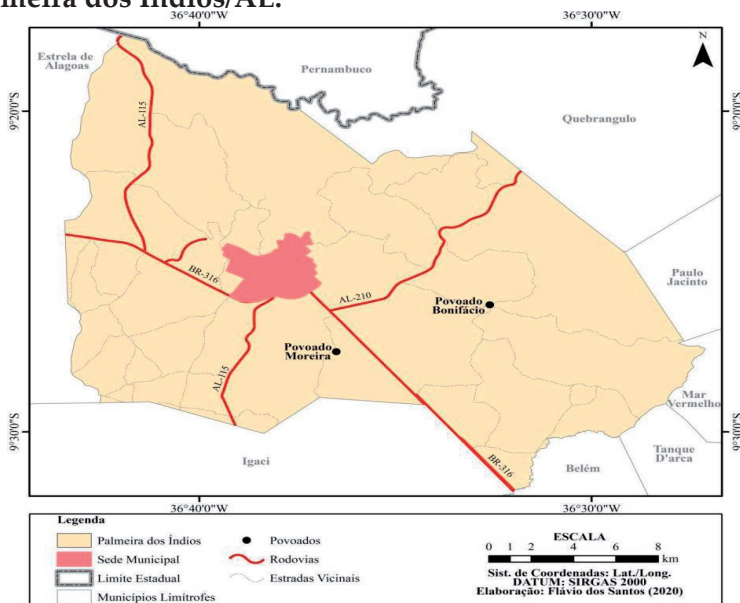 meira dos Índios/AL.
36°40'0"W
36°30'0"W
N
Estrela de
Alagoas
Pernambuco
9°20'0"S
9°20'0"S
AL-115
Quebrangulo
BR-316
AL-210
Paulo
Jacinto
Povoado
Bonifácio
Povoado
Moreira
AL-115
Mar
Vermelho
9°30'0"S
9°30'0"S
Igaci
BR-316
Belém
Tanque
D'arca
36°40'0"W
36°30'0"W
Legenda
Palmeira dos Índios
Sede Municipal
Limite Estadual
Municípios Limítrofes
Povoados
Rodovias
Estradas Vicinais
ESCALA
0 1 2 4 6 8
km
Sist. de Coordenadas: Lat./Long.
DATUM: SIRGAS 2000
Elaboração: Flávio dos Santos (2020)